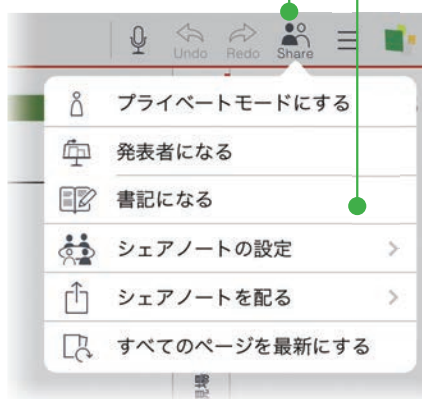 Undo Redo Share
プライベートモードにする
発表者になる
書記になる
シェアノートの設定
シェアノートを配る
すべてのページを最新にする
見場